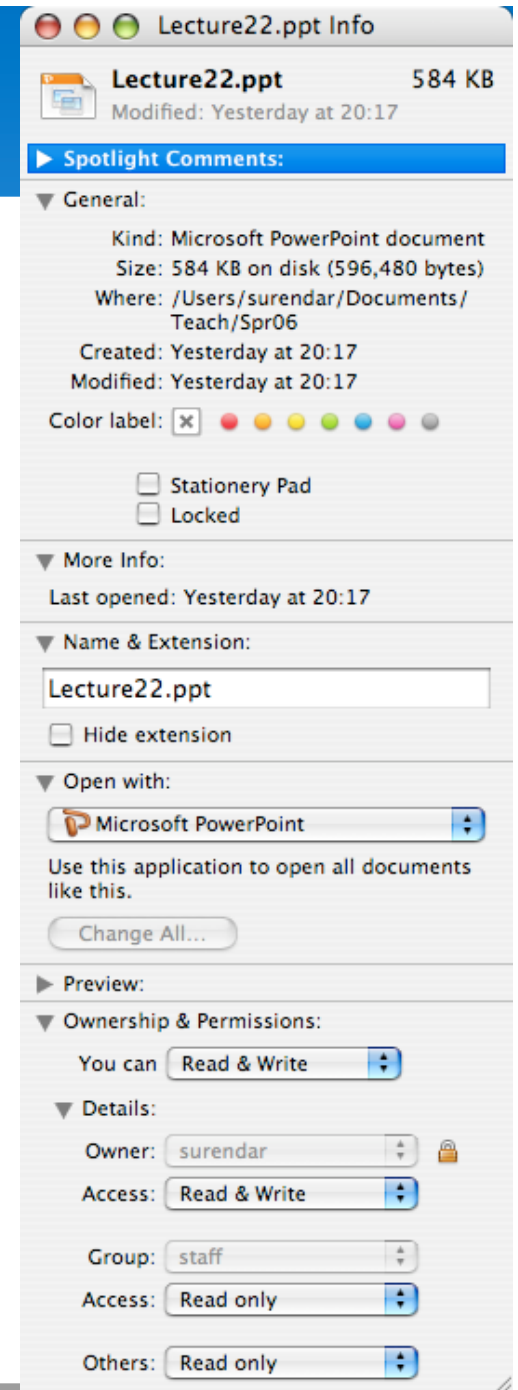 Lecture22.ppt Info
Lecture22.ppt 584 KB
Modified: Yesterday at 20:17
Spotlight Comments:
General:
Kind: Microsoft PowerPoint document
Size: 584 KB on disk (596,480 bytes)
Where: /Users/surendar/Documents/
Teach/Spr06
Created: Yesterday at 20:17
Modified: Yesterday at 20:17
Color label:
Stationery Pad
Locked
More Info:
Last opened: Yesterday at 20:17
Name & Extension:
Lecture22.ppt
Hide extension
Open with:
Microsoft PowerPoint
Use this application to open all documents
like this.
Change All...
Preview:
Ownership & Permissions:
You can Read & Write
Details:
Owner: surendar
Access: Read & Write
Group: staff
Access: Read only
Others: Read only